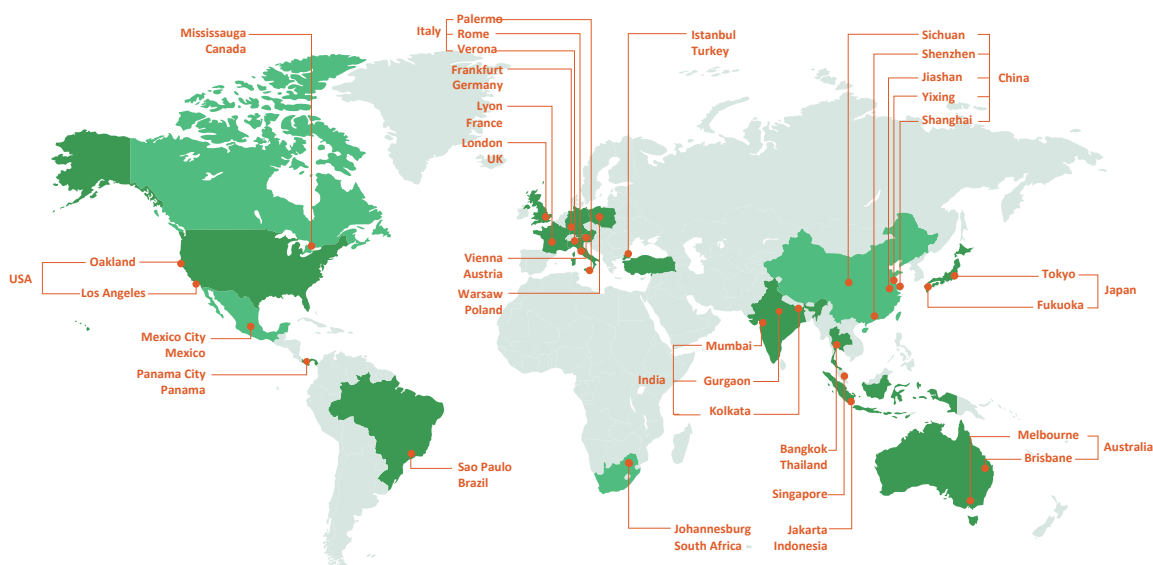 Mississauga
Canada
Italy
Palermo
Rome
Verona
Frankfurt
Germany
Lyon
France
London
UK
Istanbul
Turkey
Sichuan
Shenzhen
Jiashan
Yixing
Shanghai
China
USA
Oakland
Los Angeles
Vienna
Austria
Warsaw
Poland
Tokyo
Fukuoka
Japan
Mexico City
Mexico
Panama City
Panama
India
Mumbai
Gurgaon
Kolkata
Sao Paulo
Brazil
Bangkok
Thailand
Singapore
Melbourne
Brisbane
Australia
Johannesburg
South Africa
Jakarta
Indonesia